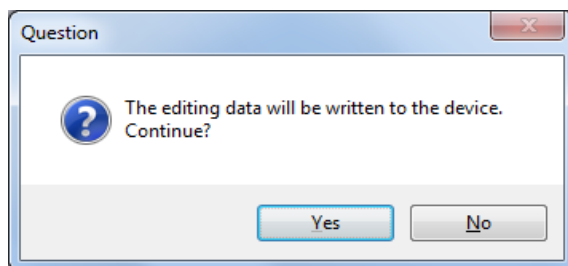 Question
The editing data will be written to the device.
Continue?
Yes
No